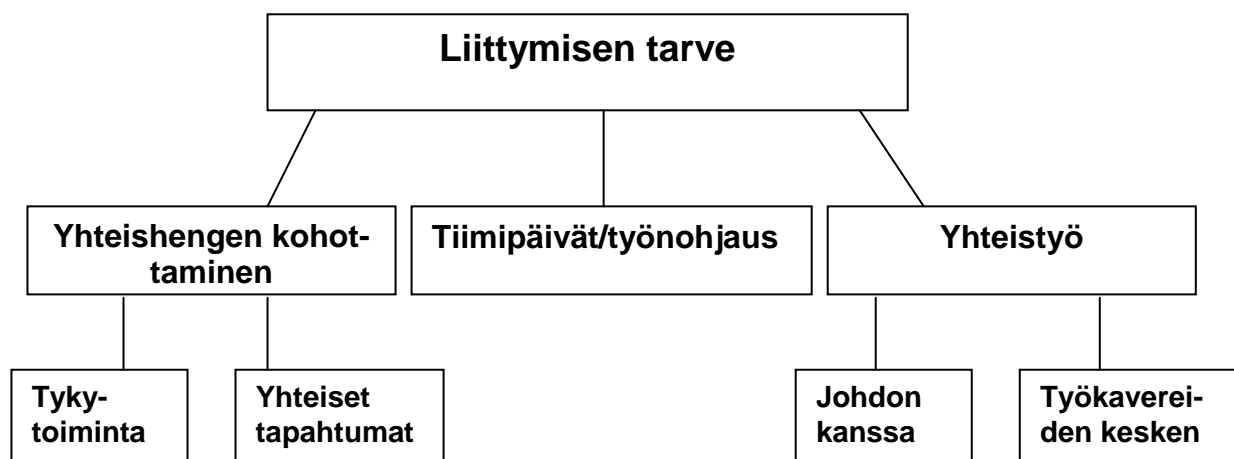 Liittymisen tarve
Yhteishengen kohot-
taminen
Tiimipäivät/työnohjaus
Yhteistyö
Tyky-
toiminta
Yhteiset
tapahtumat
Johdon
kanssa
Työkaverei-
den kesken